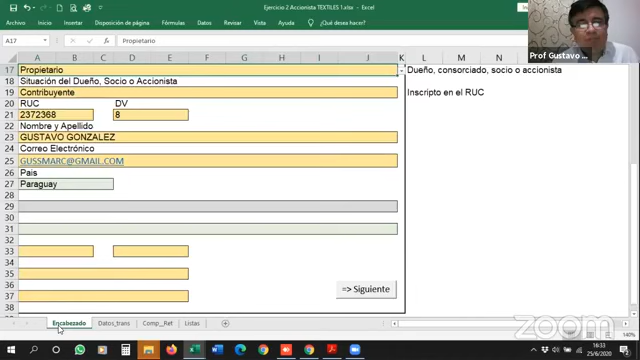 Ejercicio 2 Accionista TEXTILES 1.xlsx - Excel
Archivo Inicio Insertar Disposición de página Fórmulas Datos Revisar Vista Ayuda ¿Qué desea hacer?
A17 Propietario
A B C D E F G H I J K L M N O P
17 Propietario Dueño, consorciado, socio o accionista
18 Situación del Dueño, Socio o Accionista
19 Contribuyente Inscripto en el RUC
20 RUC DV
21 2372368 8
22 Nombre y Apellido
23 GUSTAVO GONZALEZ
24 Correo Electrónico
25 GUSSMARC@GMAIL.COM
26 Pais
27 Paraguay
28
29
30
31
32
33
34
35
36 => Siguiente
37
38
Encabezado Datos_trans Comp_Ret Listas
140%
Prof Gustavo ...
zoom
16:33
25/6/2020